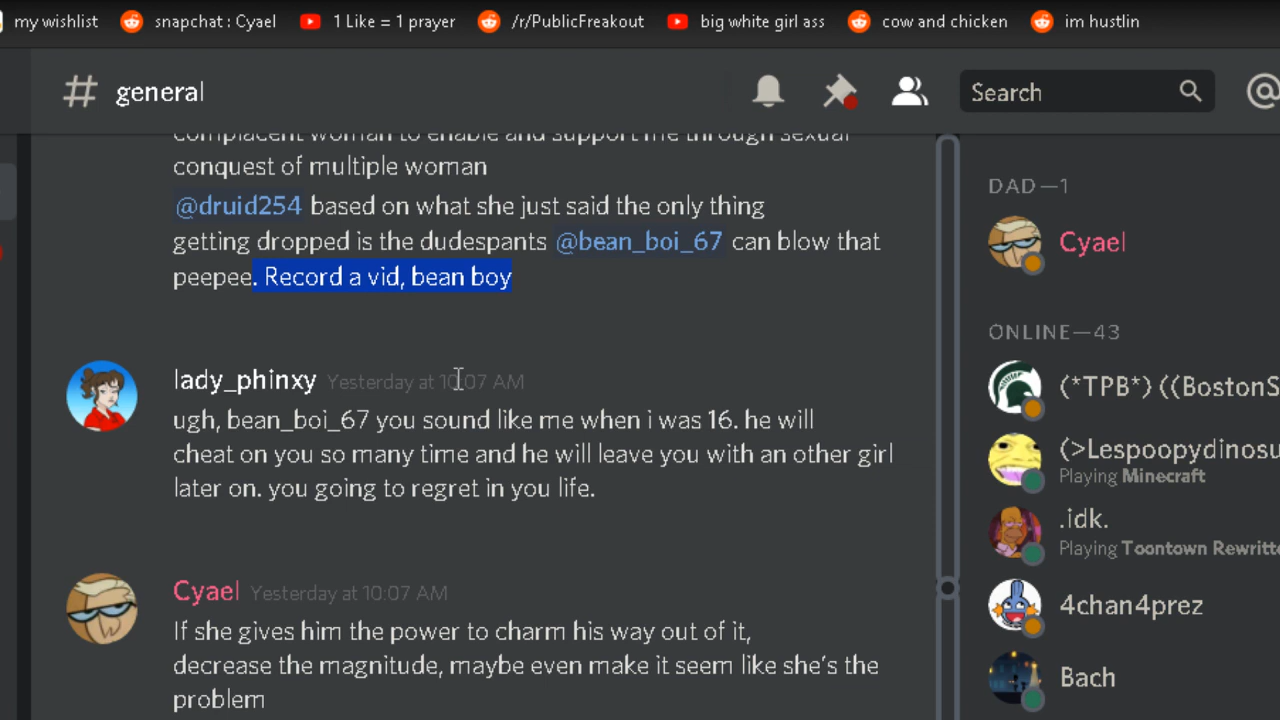 my wishlist
snapchat : Cyael
1 Like = 1 prayer
/r/PublicFreakout
big white girl ass
cow and chicken
im hustlin
# general
Search
complacent woman to enable and support me through sexual
conquest of multiple woman
@druid254 based on what she just said the only thing
getting dropped is the dudespants @bean_boi_67 can blow that
peepee. Record a vid, bean boy
lady_phinxy Yesterday at 10:07 AM
ugh, bean_boi_67 you sound like me when i was 16. he will
cheat on you so many time and he will leave you with an other girl
later on. you going to regret in you life.
Cyael Yesterday at 10:07 AM
If she gives him the power to charm his way out of it,
decrease the magnitude, maybe even make it seem like she's the
problem
DAD—1
Cyael
ONLINE—43
(*TPB*) ((BostonS
(>Lespoopydinosu
Playing Minecraft
.idk.
Playing Toontown Rewritte
4chan4prez
Bach